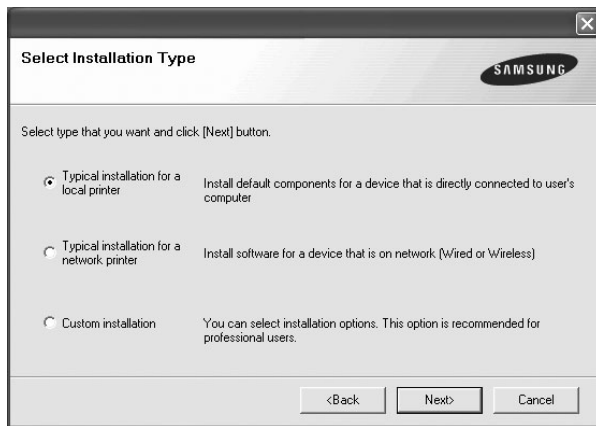 Select Installation Type
SAMSUNG
Select type that you want and click [Next] button.
Typical installation for a
local printer
Install default components for a device that is directly connected to user's
computer
Typical installation for a
network printer
Install software for a device that is on network (Wired or Wireless)
Custom installation
You can select installation options. This option is recommended for
professional users.
<Back
Next>
Cancel